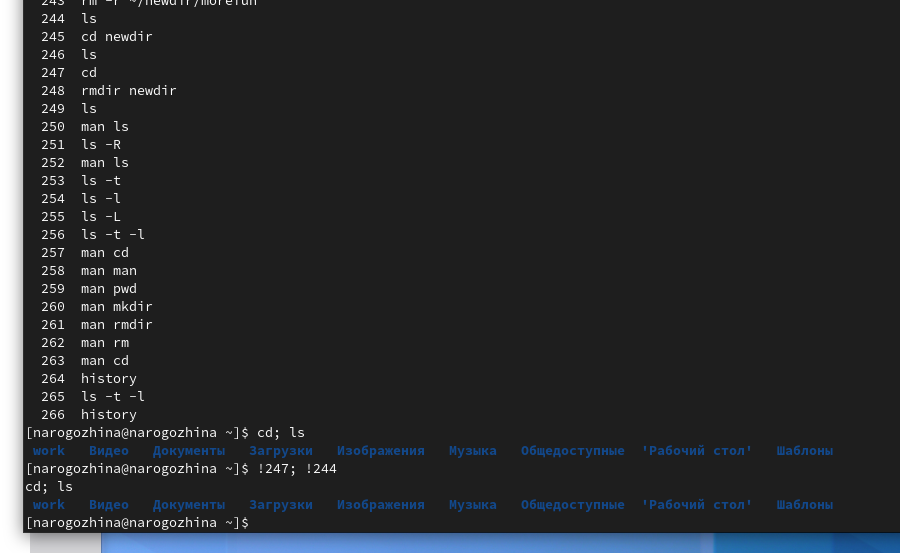 243 rm -r ~/newdir/morefun
244 ls
245 cd newdir
246 ls
247 cd
248 rmdir newdir
249 ls
250 man ls
251 ls -R
252 man ls
253 ls -t
254 ls -l
255 ls -L
256 ls -t -l
257 man cd
258 man man
259 man pwd
260 man mkdir
261 man rmdir
262 man rm
263 man cd
264 history
265 ls -t -l
266 history
[narogozhina@narogozhina ~]$ cd; ls
work Видео Документы Загрузки Изображения Музыка Общедоступные 'Рабочий стол' Шаблоны
[narogozhina@narogozhina ~]$ !247; !244
cd; ls
work Видео Документы Загрузки Изображения Музыка Общедоступные 'Рабочий стол' Шаблоны
[narogozhina@narogozhina ~]$